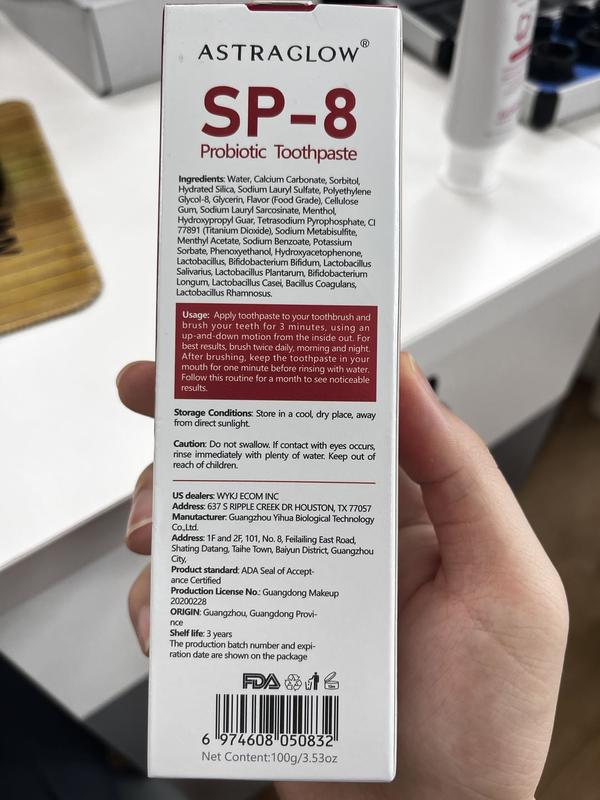 ASTRAGLOW®
SP-8
Probiotic Toothpaste
Ingredients: Water, Calcium Carbonate, Sorbitol,
Hydrated Silica, Sodium Lauryl Sulfate, Polyethylene
Glycol-8, Glycerin, Flavor (Food Grade), Cellulose
Gum, Sodium Lauryl Sarcosinate, Menthol,
Hydroxypropyl Guar, Tetrasodium Pyrophosphate, CI
77891 (Titanium Dioxide), Sodium Metabisulfite,
Menthyl Acetate, Sodium Benzoate, Potassium
Sorbate, Phenoxyethanol, Hydroxyacetophenone,
Lactobacillus, Bifidobacterium Bifidum, Lactobacillus
Salivarius, Lactobacillus Plantarum, Bifidobacterium
Longum, Lactobacillus Casei, Bacillus Coagulans,
Lactobacillus Rhamnosus.
Usage: Apply toothpaste to your toothbrush and
brush your teeth for 3 minutes, using an
up-and-down motion from the inside out. For
best results, brush twice daily, morning and night.
After brushing, keep the toothpaste in your
mouth for one minute before rinsing with water.
Follow this routine for a month to see noticeable
results.
Storage Conditions: Store in a cool, dry place, away
from direct sunlight.
Caution: Do not swallow. If contact with eyes occurs,
rinse immediately with plenty of water. Keep out of
reach of children.
US dealers: WYKJ ECOM INC
Address: 637 S RIPPLE CREEK DR HOUSTON, TX 77057
Manufacturer: Guangzhou Yihua Biological Technology
Co.,Ltd.
Address: 1F and 2F, 101, No. 8, Feilailing East Road,
Shating Datang, Taihe Town, Baiyun District, Guangzhou
City,
Product standard: ADA Seal of Accept-
ance Certified
Production License No.: Guangdong Makeup
20200228
ORIGIN: Guangzhou, Guangdong Provi-
nce
Shelf life: 3 years
The production batch number and expi-
ration date are shown on the package
FDA
6 974608 050832
Net Content:100g/3.53oz